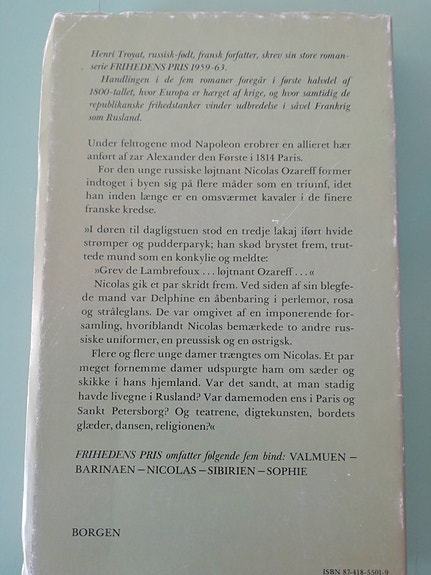 Henri Troyat, russisk-født, fransk forfatter, skrev sin store roman-
serie FRIHEDENS PRIS 1959-63.
Handlingen i de fem romaner foregår i første halvdel af
1800-tallet, hvor Europa er hærget af krige, og hvor samtidig de
republikanske frihedstanker vinder udbredelse i såvel Frankrig
som Rusland.
Under felttogene mod Napoleon erobrer en allieret hær
anført af zar Alexander den Første i 1814 Paris.
For den unge russiske løjtnant Nicolas Ozareff former
indtoget i byen sig på flere måder som en triumf, idet
han inden længe er en omsværmet kavaler i de finere
franske kredse.
»I døren til dagligstuen stod en tredje lakaj iført hvide
strømper og pudderparyk; han skød brystet frem, trut-
tede mund som en konkylie og meldte:
»Grev de Lambrefoux . . . løjtnant Ozareff . . . «
Nicolas gik et par skridt frem. Ved siden af sin blegfe-
de mand var Delphine en åbenbaring i perlemor, rosa
og stråleglans. De var omgivet af en imponerende for-
samling, hvoriblandt Nicolas bemærkede to andre rus-
siske uniformer, en preussisk og en østrigsk.
Flere og flere unge damer trængtes om Nicolas. Et par
meget fornemme damer udspurgte ham om sæder og
skikke i hans hjemland. Var det sandt, at man stadig
havde livegne i Rusland? Var damemoden ens i Paris og
Sankt Petersborg? Og teatrene, digtekunsten, bordets
glæder, dansen, religionen?«
FRIHEDENS PRIS omfatter følgende fem bind: VALMUEN –
BARINAEN – NICOLAS – SIBIRIEN – SOPHIE
BORGEN
ISBN 87-418-5501-9